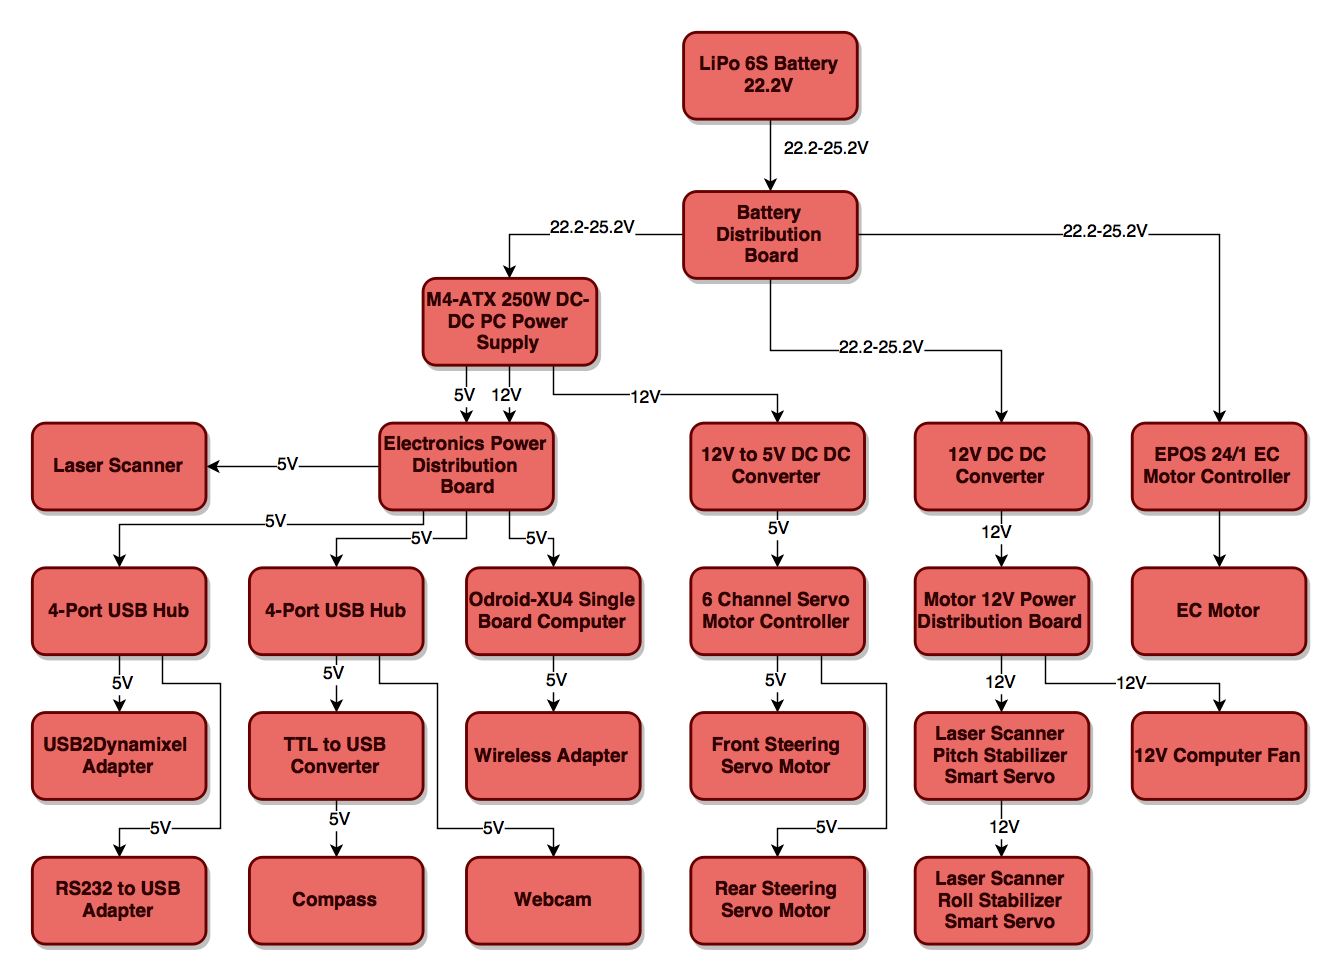 LiPo 6S Battery
22.2V
22.2-25.2V
Battery
Distribution
Board
22.2-25.2V
22.2-25.2V
M4-ATX 250W DC-
DC PC Power
Supply
22.2-25.2V
5V
12V
12V
Laser Scanner
5V
Electronics Power
Distribution
Board
12V to 5V DC DC
Converter
12V DC DC
Converter
EPOS 24/1 EC
Motor Controller
5V
5V
5V
5V
12V
4-Port USB Hub
4-Port USB Hub
Odroid-XU4 Single
Board Computer
6 Channel Servo
Motor Controller
Motor 12V Power
Distribution Board
EC Motor
5V
5V
5V
5V
12V
12V
USB2Dynamixel
Adapter
TTL to USB
Converter
Wireless Adapter
Front Steering
Servo Motor
Laser Scanner
Pitch Stabilizer
Smart Servo
12V Computer Fan
5V
5V
5V
5V
12V
RS232 to USB
Adapter
Compass
Webcam
Rear Steering
Servo Motor
Laser Scanner
Roll Stabilizer
Smart Servo